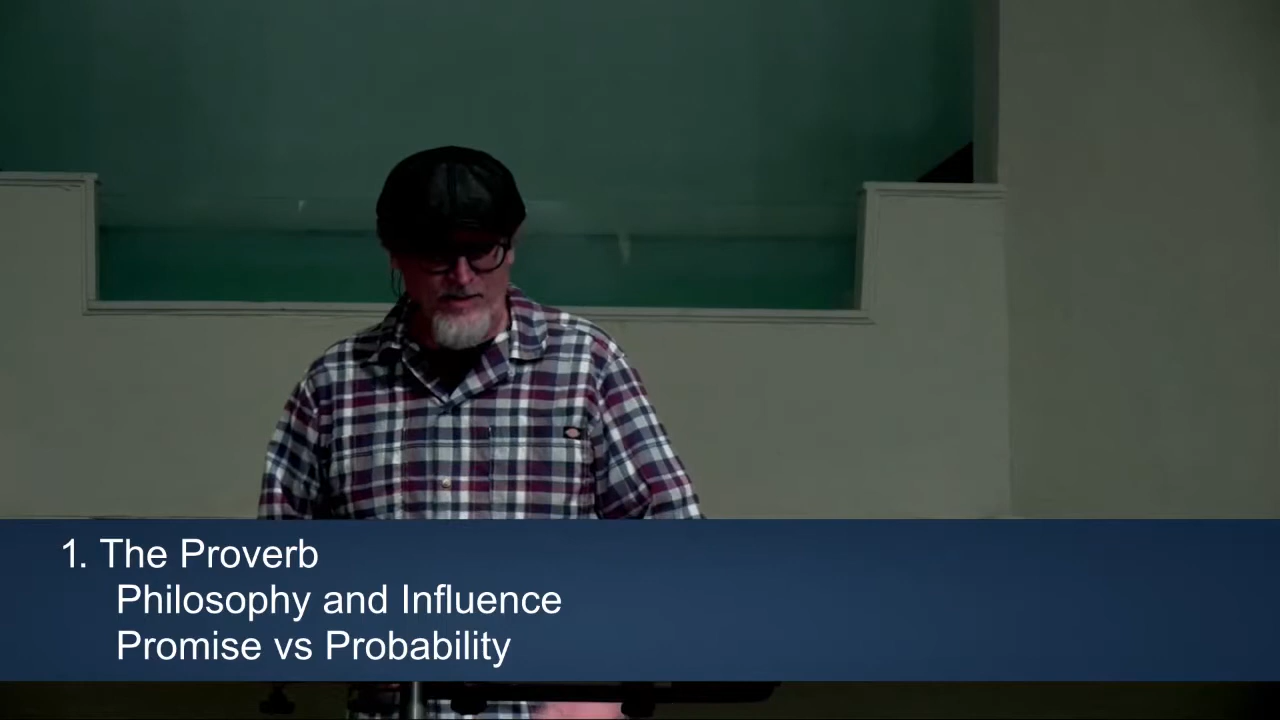 1. The Proverb
Philosophy and Influence
Promise vs Probability